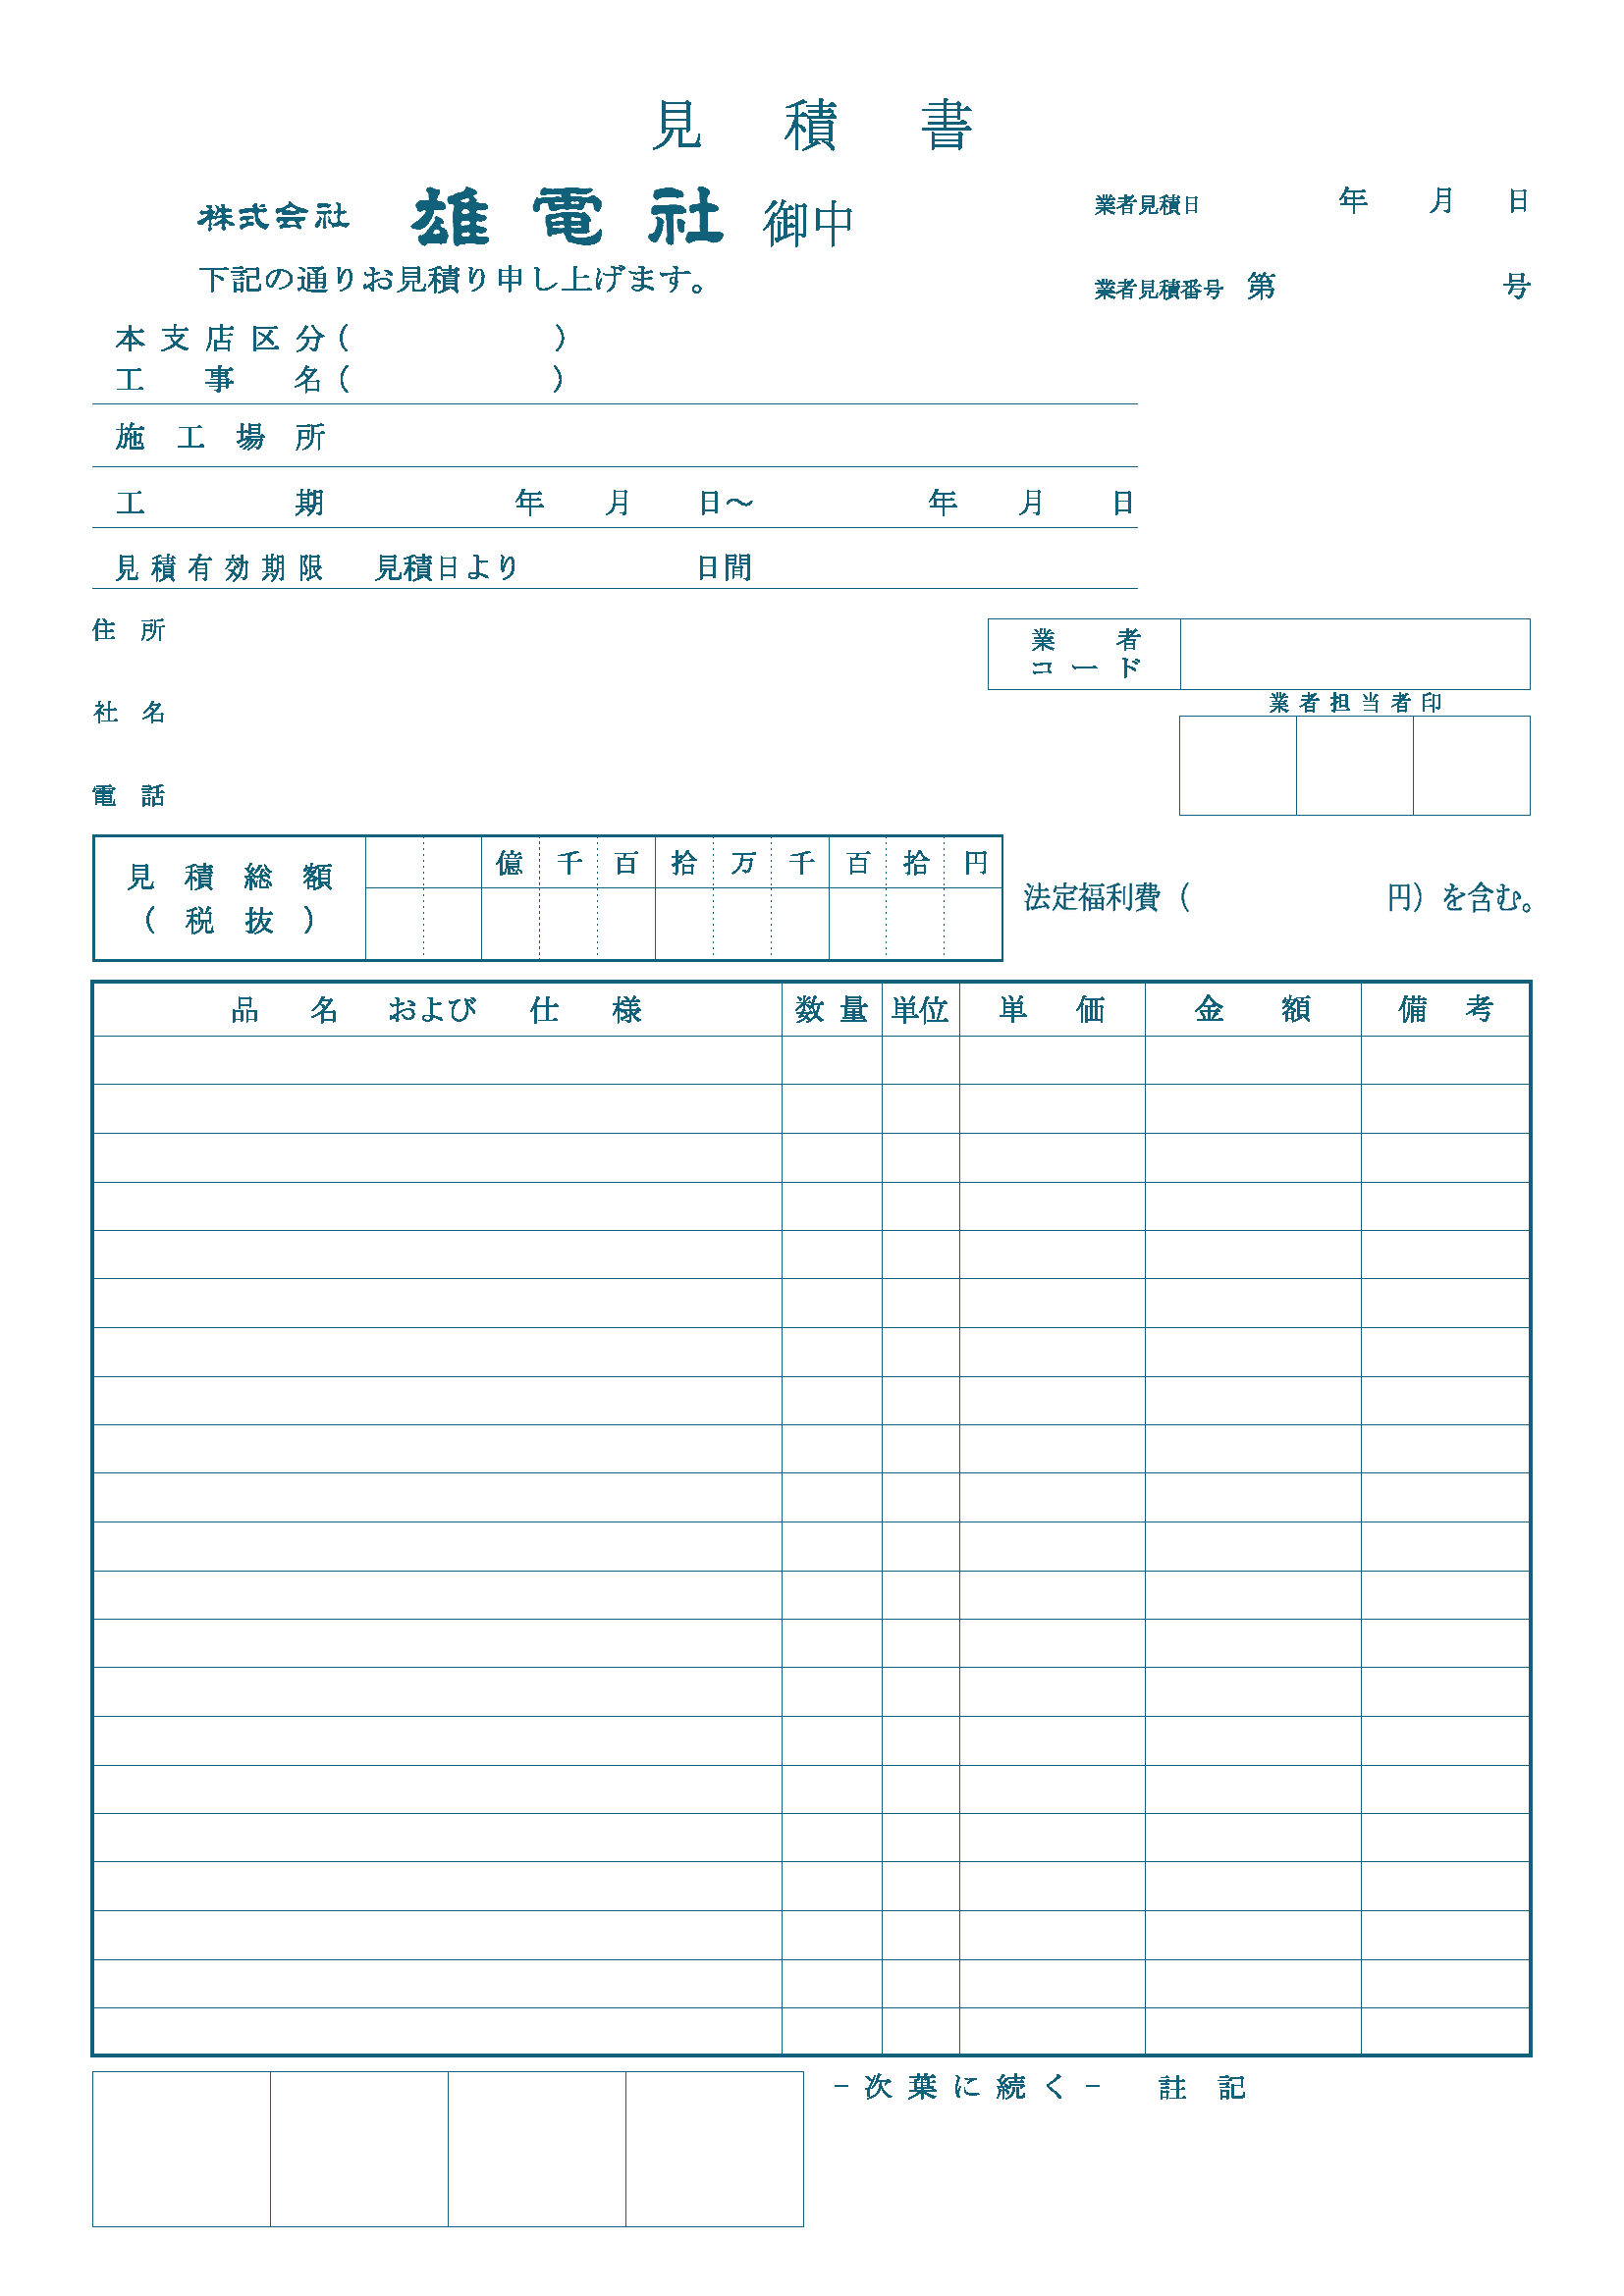 見積書
株式会社 雄電社 御中
業者見積日 年 月 日
下記の通りお見積り申し上げます。
業者見積番号 第 号
本支店区分( )
工事名( )
施工場所
工期 年 月 日～ 年 月 日
見積有効期限 見積日より 日間
住所
業者
コード
社名
業者担当者印
電話
見積総額
(税抜)
億 千 百 拾 万 千 百 拾 円
法定福利費( 円)を含む。
品名および仕様 数量 単位 単価 金額 備考
－次葉に続く－ 註記